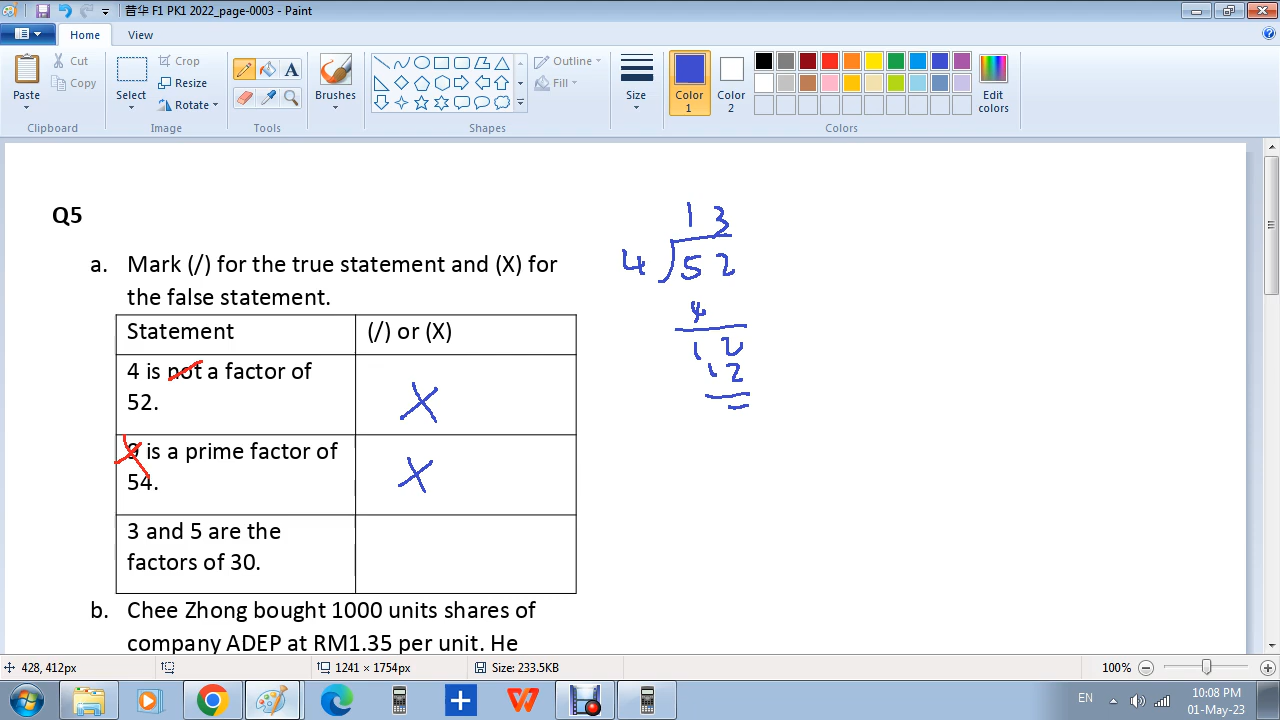 昔华 F1 PK1 2022_page-0003 - Paint
Home View
Paste
Cut
Copy
Clipboard
Select
Crop
Resize
Rotate
Image
Tools
Brushes
Outline
Fill
Shapes
Size
Color 1
Color 2
Edit colors
Colors
Q5
a. Mark (/) for the true statement and (X) for
the false statement.
Statement (/) or (X)
4 is not a factor of
52. X
9 is a prime factor of
54. X
3 and 5 are the
factors of 30.
b. Chee Zhong bought 1000 units shares of
company ADEP at RM1.35 per unit. He
13
4 52
4
12
12
428, 412px
1241 × 1754px
Size: 233.5KB
100%
EN
10:08 PM
01-May-23